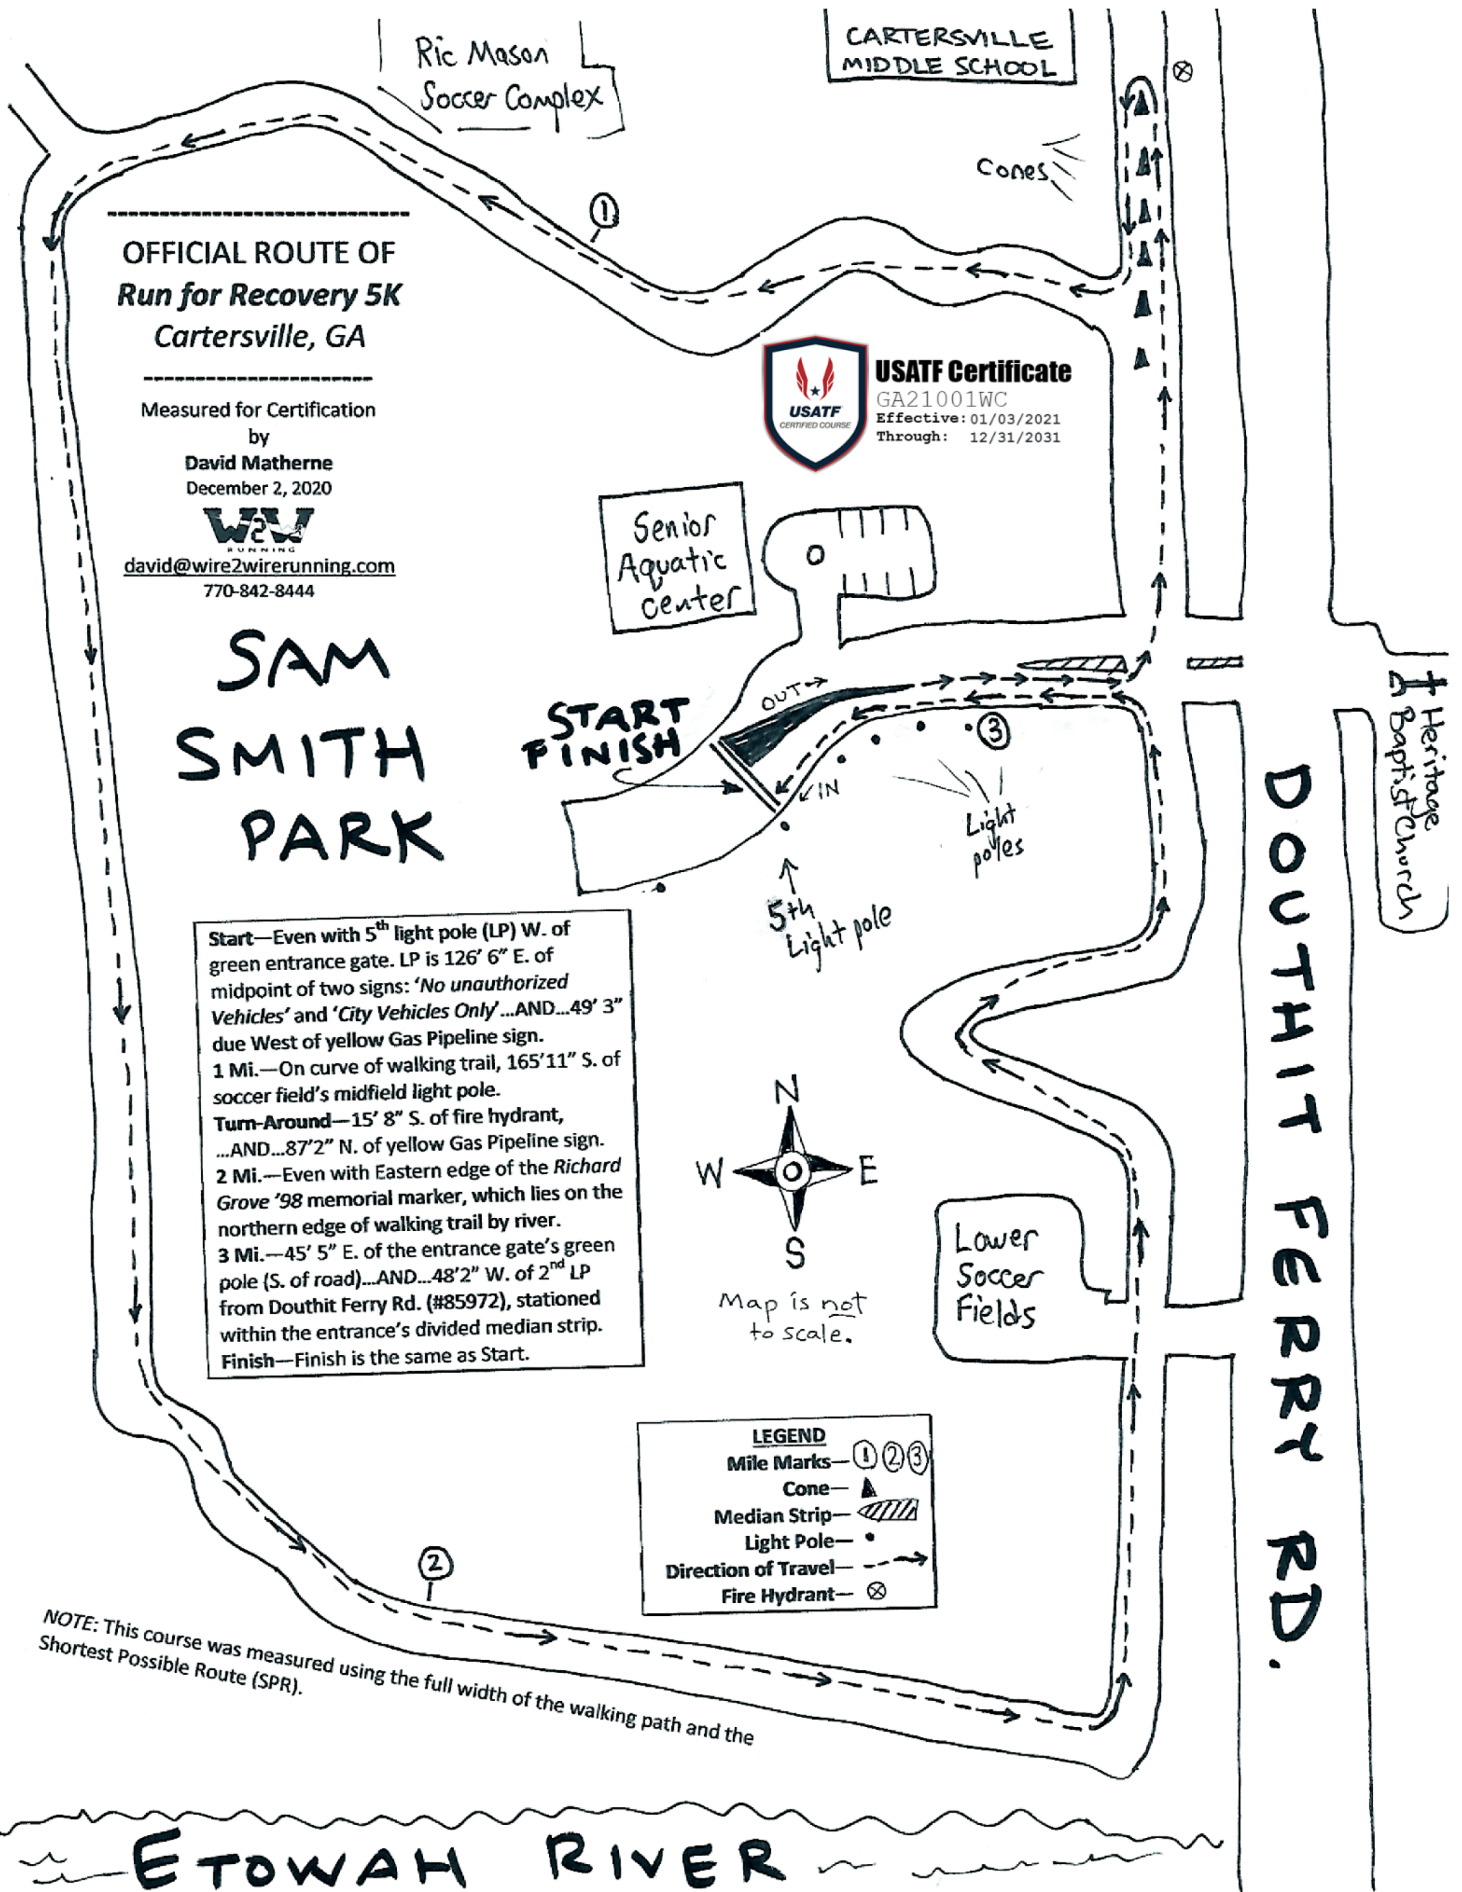 Ric Mason
Soccer Complex
CARTERSVILLE
MIDDLE SCHOOL
Cones
1
----------------------------
OFFICIAL ROUTE OF
Run for Recovery 5K
Cartersville, GA
-----------------------
Measured for Certification
by
David Matherne
December 2, 2020
W2W
RUNNING
david@wire2wirerunning.com
770-842-8444
USATF
CERTIFIED COURSE
USATF Certificate
GA21001WC
Effective: 01/03/2021
Through: 12/31/2031
Senior
Aquatic
Center
SAM
SMITH
PARK
START
FINISH
OUT→
←IN
3
Light
poles
5th
Light pole
Heritage
Baptist Church
DOUTHIT FERRY RD.
Start—Even with 5th light pole (LP) W. of
green entrance gate. LP is 126' 6" E. of
midpoint of two signs: 'No unauthorized
Vehicles' and 'City Vehicles Only'...AND...49' 3"
due West of yellow Gas Pipeline sign.
1 Mi.—On curve of walking trail, 165'11" S. of
soccer field's midfield light pole.
Turn-Around—15' 8" S. of fire hydrant,
...AND...87'2" N. of yellow Gas Pipeline sign.
2 Mi.—Even with Eastern edge of the Richard
Grove '98 memorial marker, which lies on the
northern edge of walking trail by river.
3 Mi.—45' 5" E. of the entrance gate's green
pole (S. of road)...AND...48'2" W. of 2nd LP
from Douthit Ferry Rd. (#85972), stationed
within the entrance's divided median strip.
Finish—Finish is the same as Start.
N
W E
S
Map is not
to scale.
Lower
Soccer
Fields
LEGEND
Mile Marks— 1 2 3
Cone—
Median Strip—
Light Pole—
Direction of Travel—
Fire Hydrant—
2
NOTE: This course was measured using the full width of the walking path and the
Shortest Possible Route (SPR).
ETOWAH RIVER